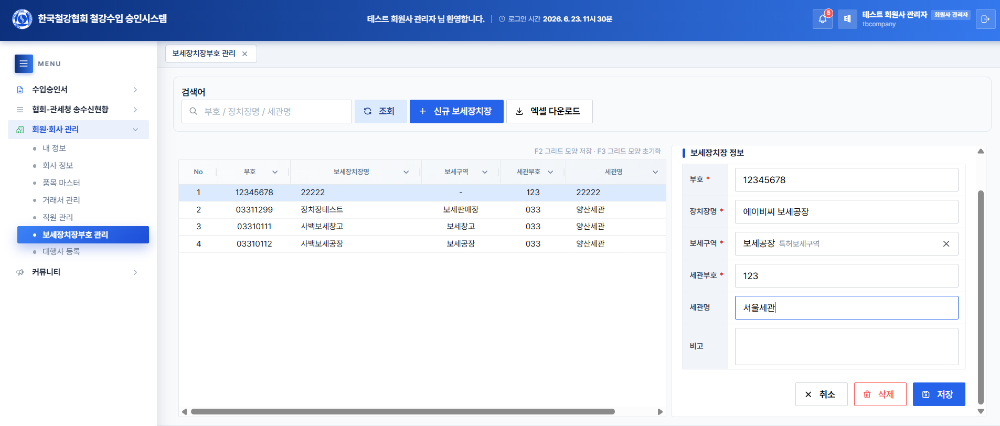 한국철강협회 철강수입 승인시스템
테스트 회원사 관리자 님 환영합니다. | 로그인 시간 2026. 6. 23. 11시 30분
5
테
테스트 회원사 관리자 회원사 관리자
tbcompany
MENU
수입승인서
협회-관세청 송수신현황
회원·회사 관리
내 정보
회사 정보
품목 마스터
거래처 관리
직원 관리
보세장치장부호 관리
대행사 등록
커뮤니티
보세장치장부호 관리
검색어
부호 / 장치장명 / 세관명
조회
신규 보세장치장
엑셀 다운로드
F2 그리드 모양 저장 · F3 그리드 모양 초기화
No 부호 보세장치장명 보세구역 세관부호 세관명
1 12345678 22222 - 123 22222
2 03311299 장치장테스트 보세판매장 033 양산세관
3 03310111 사백보세창고 보세창고 033 양산세관
4 03310112 사백보세공장 보세공장 033 양산세관
보세장치장 정보
부호 * 12345678
장치장명 * 에이비씨 보세공장
보세구역 * 보세공장 특허보세구역
세관부호 * 123
세관명 서울세관
비고
취소
삭제
저장